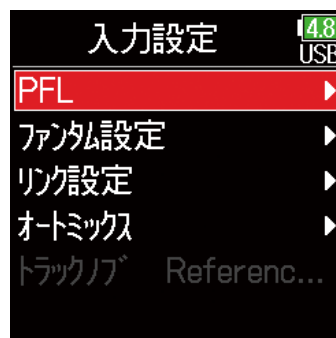 入力設定
4.8
USB
PFL
ファンタム設定
リンク設定
オートミックス
トラックノブ Referenc...